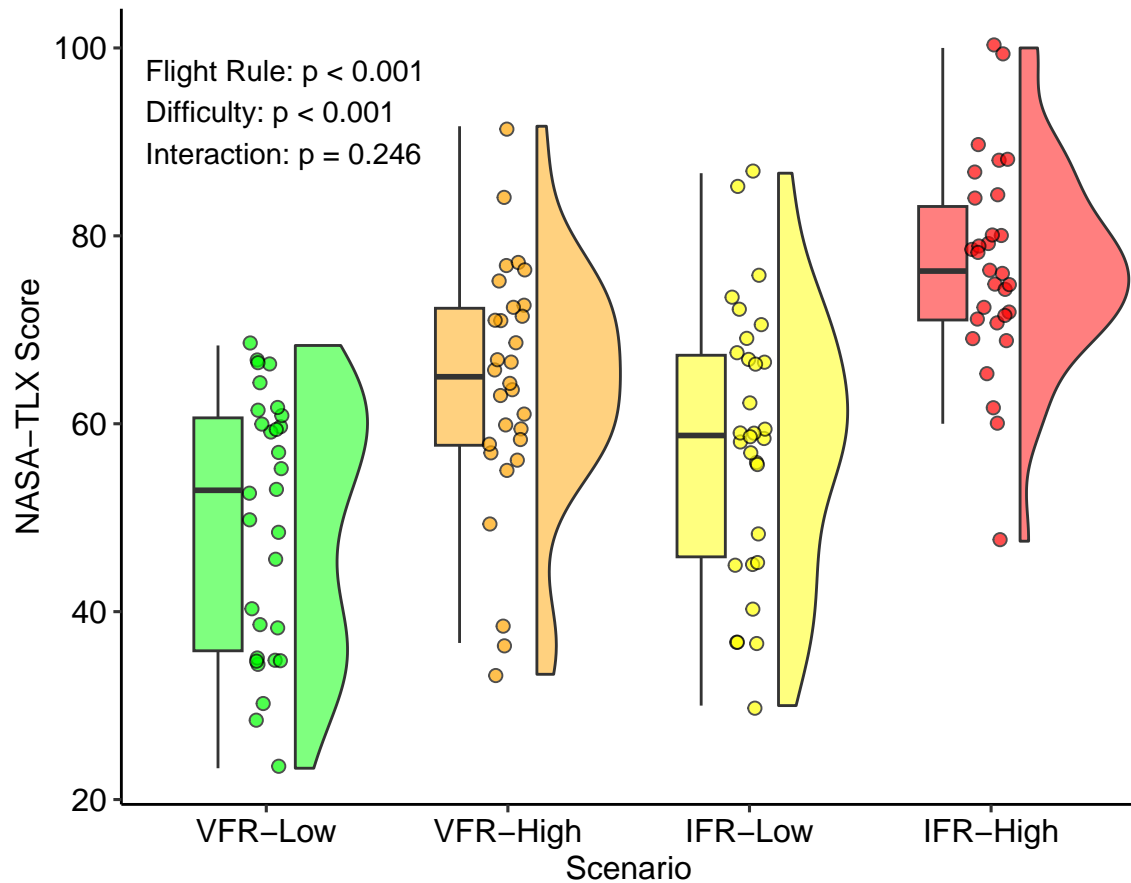 100
80
60
40
20
NASA−TLX Score
Flight Rule: p < 0.001
Difficulty: p < 0.001
Interaction: p = 0.246
VFR−Low VFR−High IFR−Low IFR−High
Scenario